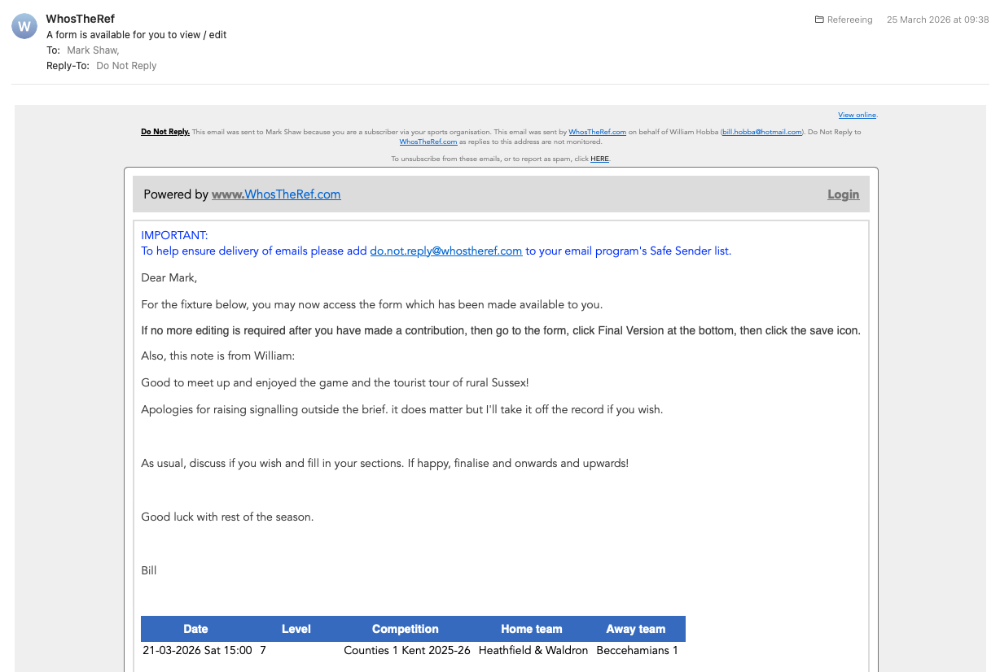 WhosTheRef
Refereeing 25 March 2026 at 09:38
A form is available for you to view / edit
To: Mark Shaw,
Reply-To: Do Not Reply
W
View online.
Do Not Reply. This email was sent to Mark Shaw because you are a subscriber via your sports organisation. This email was sent by WhosTheRef.com on behalf of William Hobba (bill.hobba@hotmail.com). Do Not Reply to
WhosTheRef.com as replies to this address are not monitored.
To unsubscribe from these emails, or to report as spam, click HERE.
Powered by www.WhosTheRef.com Login
IMPORTANT:
To help ensure delivery of emails please add do.not.reply@whostheref.com to your email program's Safe Sender list.
Dear Mark,
For the fixture below, you may now access the form which has been made available to you.
If no more editing is required after you have made a contribution, then go to the form, click Final Version at the bottom, then click the save icon.
Also, this note is from William:
Good to meet up and enjoyed the game and the tourist tour of rural Sussex!
Apologies for raising signalling outside the brief. it does matter but I'll take it off the record if you wish.
As usual, discuss if you wish and fill in your sections. If happy, finalise and onwards and upwards!
Good luck with rest of the season.
Bill
Date Level Competition Home team Away team
21-03-2026 Sat 15:00 7 Counties 1 Kent 2025-26 Heathfield & Waldron Beccehamians 1